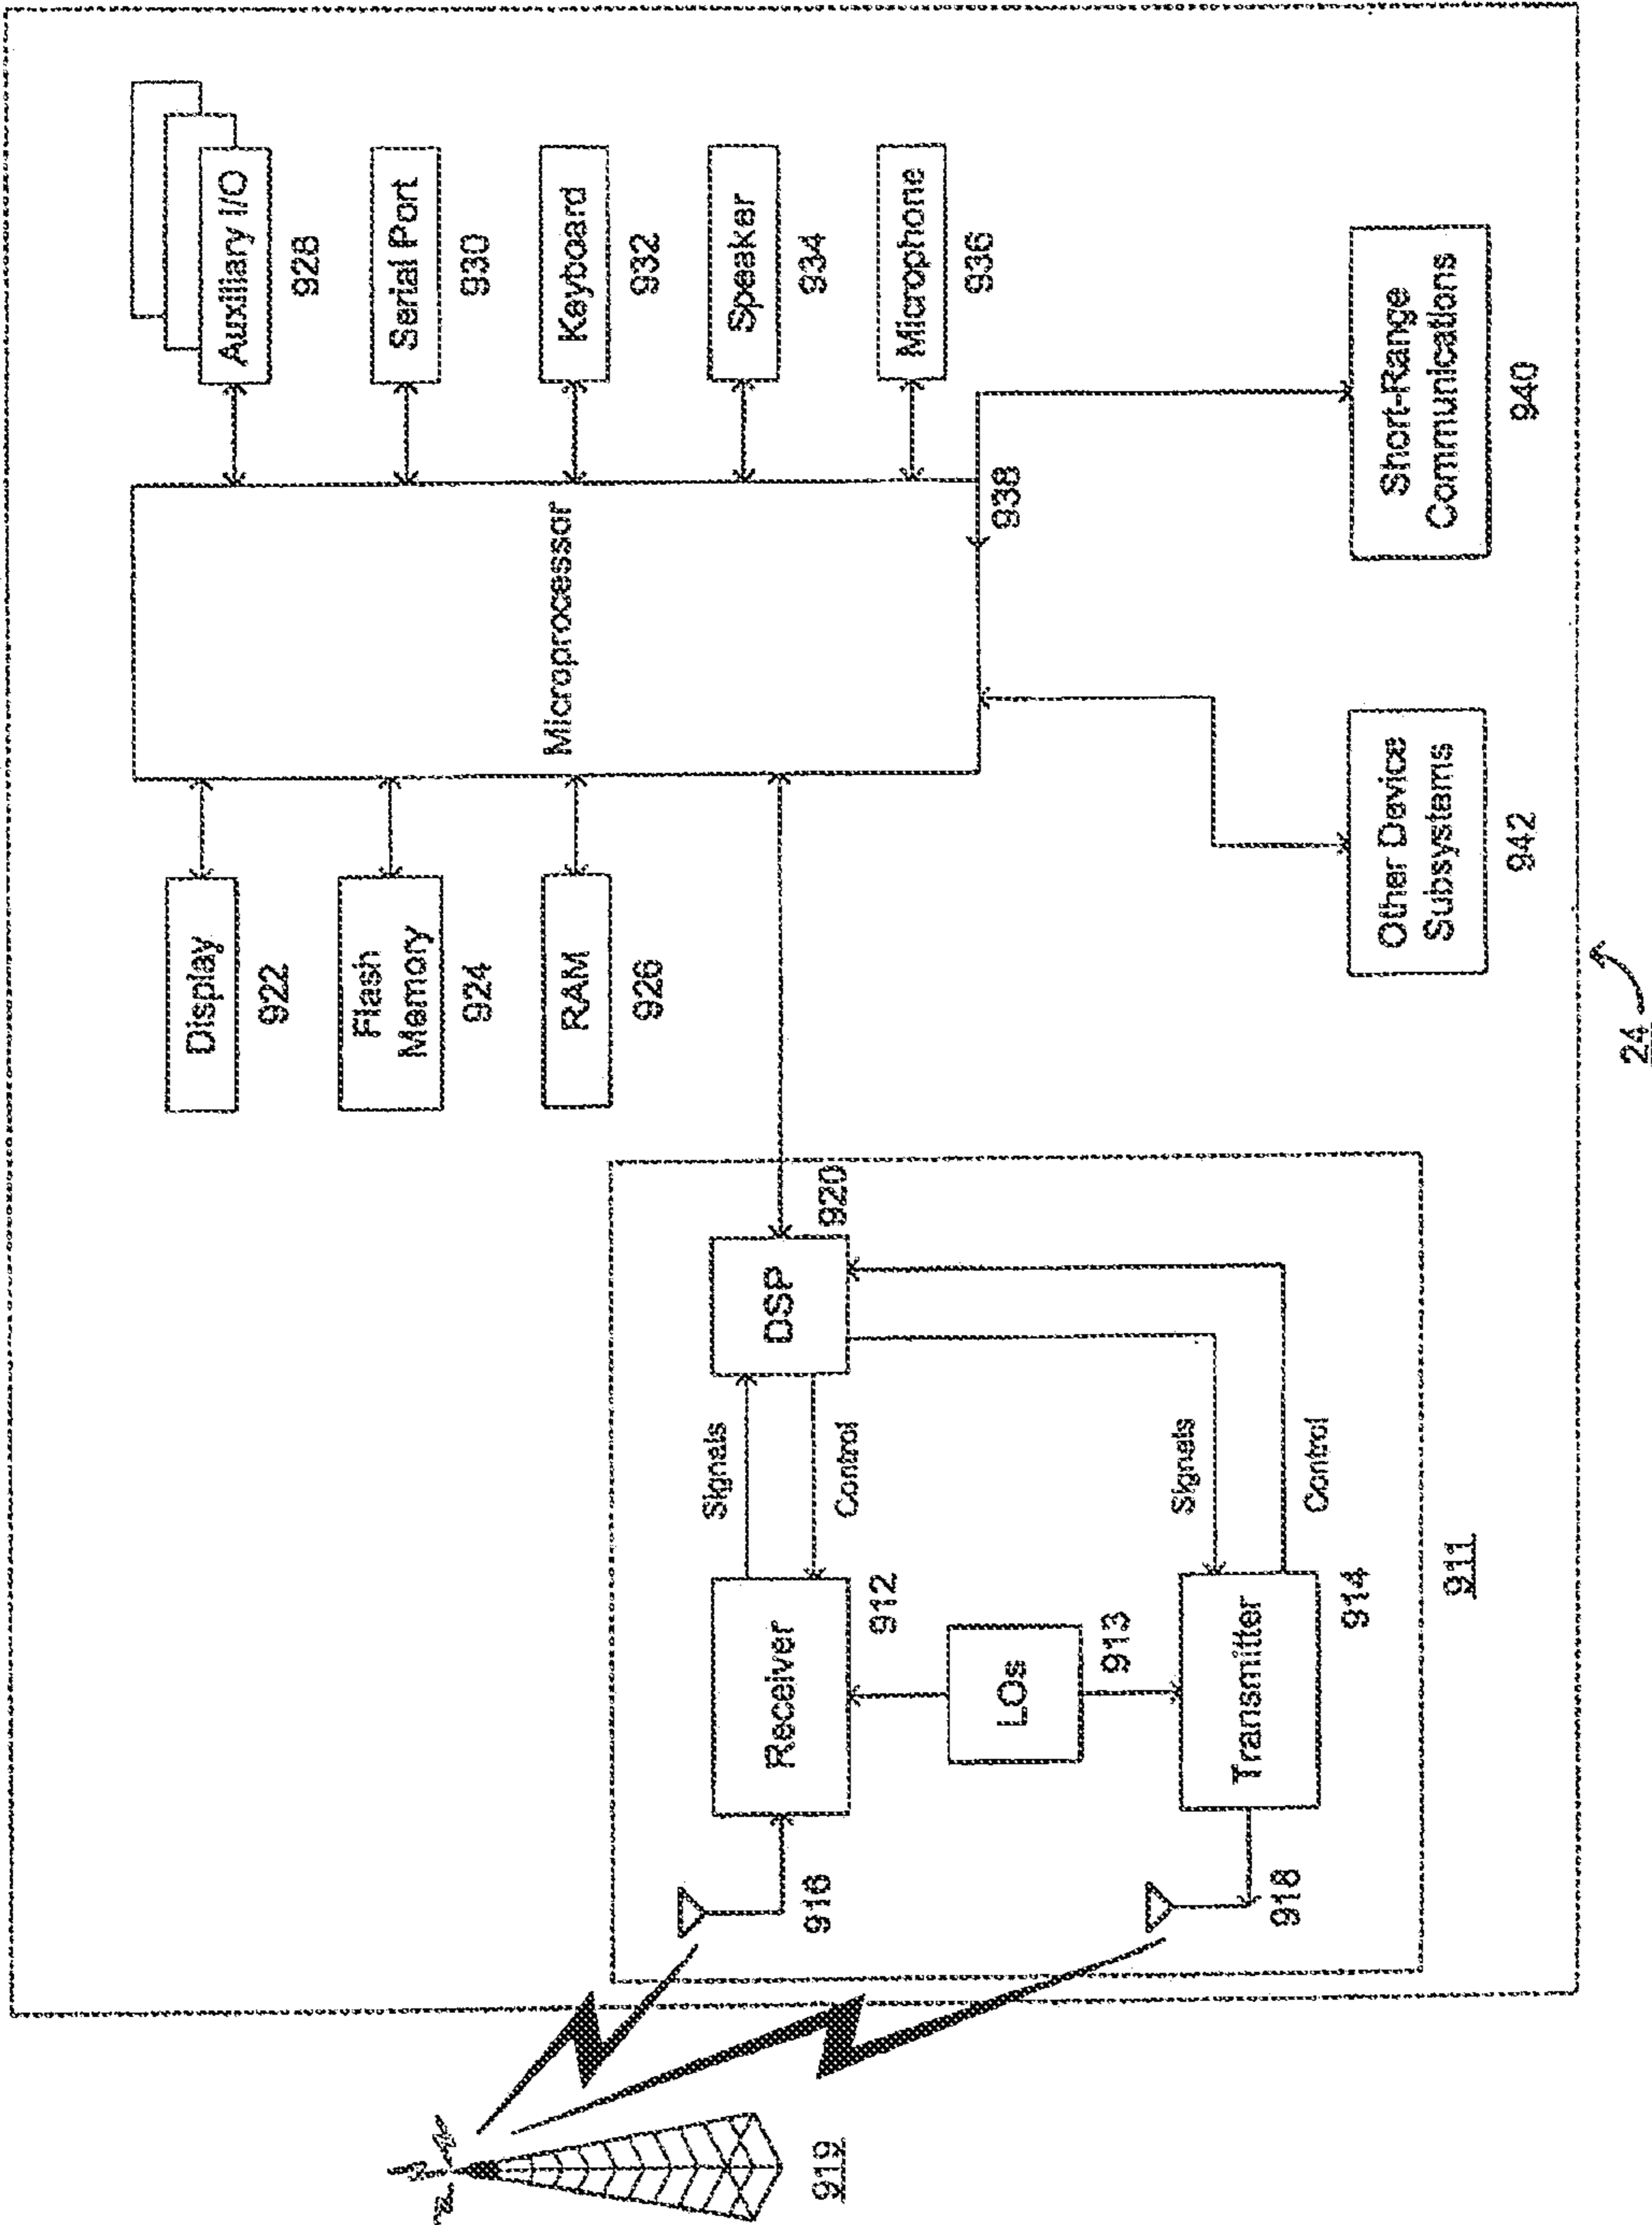 Auxiliary I/O
928
Serial Port
930
Keyboard
932
Speaker
934
Microphone
936
Microprocessor
938
Short-Range
Communications
940
Display
922
Flash
Memory
924
RAM
926
Other Device
Subsystems
942
24
DSP
920
Signals
Control
Signals
Control
Receiver
912
LOs
913
Transmitter
914
911
916
918
919